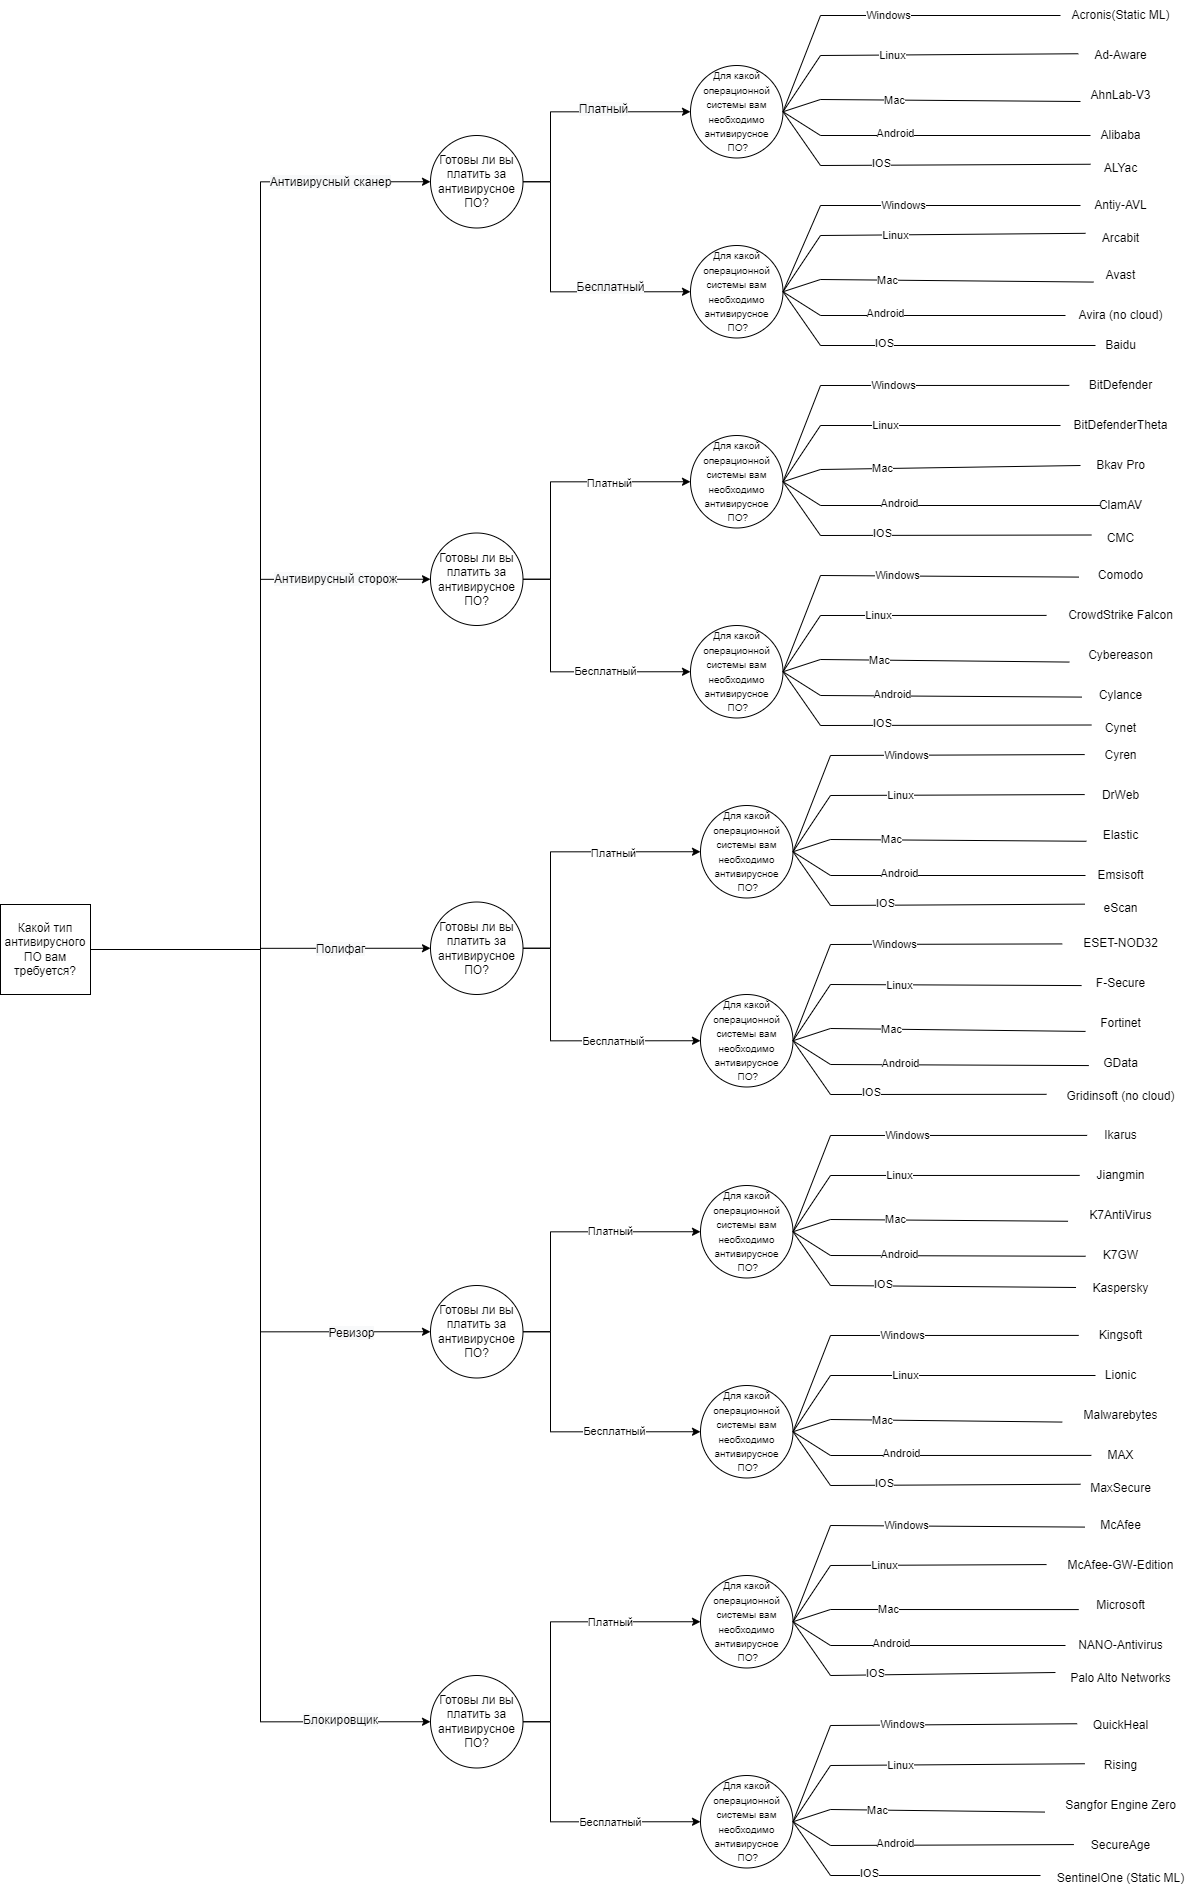 Какой тип
антивирусного
ПО вам
требуется?
Антивирусный сканер
Готовы ли вы
платить за
антивирусное
ПО?
Платный
Для какой
операционной
системы вам
необходимо
антивирусное
ПО?
Windows
Acronis(Static ML)
Linux
Ad-Aware
Mac
AhnLab-V3
Android
Alibaba
IOS
ALYac
Бесплатный
Для какой
операционной
системы вам
необходимо
антивирусное
ПО?
Windows
Antiy-AVL
Linux
Arcabit
Mac
Avast
Android
Avira (no cloud)
IOS
Baidu
Антивирусный сторож
Готовы ли вы
платить за
антивирусное
ПО?
Платный
Для какой
операционной
системы вам
необходимо
антивирусное
ПО?
Windows
BitDefender
Linux
BitDefenderTheta
Mac
Bkav Pro
Android
ClamAV
IOS
CMC
Бесплатный
Для какой
операционной
системы вам
необходимо
антивирусное
ПО?
Windows
Comodo
Linux
CrowdStrike Falcon
Mac
Cybereason
Android
Cylance
IOS
Cynet
Полифаг
Готовы ли вы
платить за
антивирусное
ПО?
Платный
Для какой
операционной
системы вам
необходимо
антивирусное
ПО?
Windows
Cyren
Linux
DrWeb
Mac
Elastic
Android
Emsisoft
IOS
eScan
Бесплатный
Для какой
операционной
системы вам
необходимо
антивирусное
ПО?
Windows
ESET-NOD32
Linux
F-Secure
Mac
Fortinet
Android
GData
IOS
Gridinsoft (no cloud)
Ревизор
Готовы ли вы
платить за
антивирусное
ПО?
Платный
Для какой
операционной
системы вам
необходимо
антивирусное
ПО?
Windows
Ikarus
Linux
Jiangmin
Mac
K7AntiVirus
Android
K7GW
IOS
Kaspersky
Бесплатный
Для какой
операционной
системы вам
необходимо
антивирусное
ПО?
Windows
Kingsoft
Linux
Lionic
Mac
Malwarebytes
Android
MAX
IOS
MaxSecure
Блокировщик
Готовы ли вы
платить за
антивирусное
ПО?
Платный
Для какой
операционной
системы вам
необходимо
антивирусное
ПО?
Windows
McAfee
Linux
McAfee-GW-Edition
Mac
Microsoft
Android
NANO-Antivirus
IOS
Palo Alto Networks
Бесплатный
Для какой
операционной
системы вам
необходимо
антивирусное
ПО?
Windows
QuickHeal
Linux
Rising
Mac
Sangfor Engine Zero
Android
SecureAge
IOS
SentinelOne (Static ML)